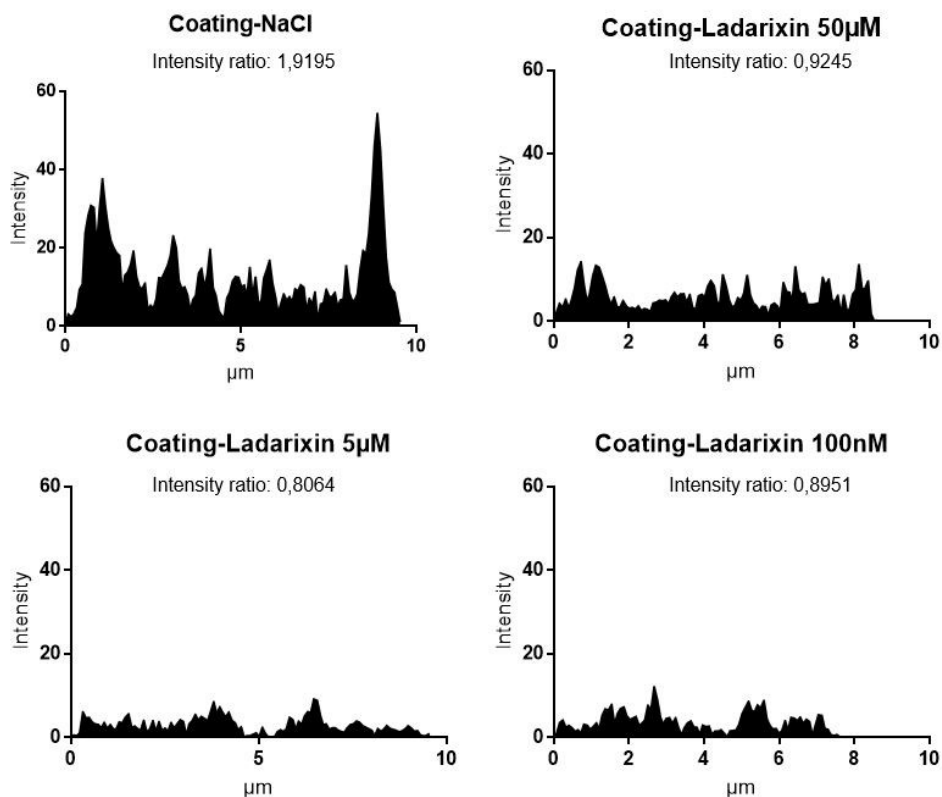 Coating-NaCl
Intensity ratio: 1,9195
60
40
20
0
Intensity
0 5 10
µm
Coating-Ladarixin 50µM
Intensity ratio: 0,9245
60
40
20
0
Intensity
0 2 4 6 8 10
µm
Coating-Ladarixin 5µM
Intensity ratio: 0,8064
60
40
20
0
Intensity
0 5 10
µm
Coating-Ladarixin 100nM
Intensity ratio: 0,8951
60
40
20
0
Intensity
0 2 4 6 8 10
µm